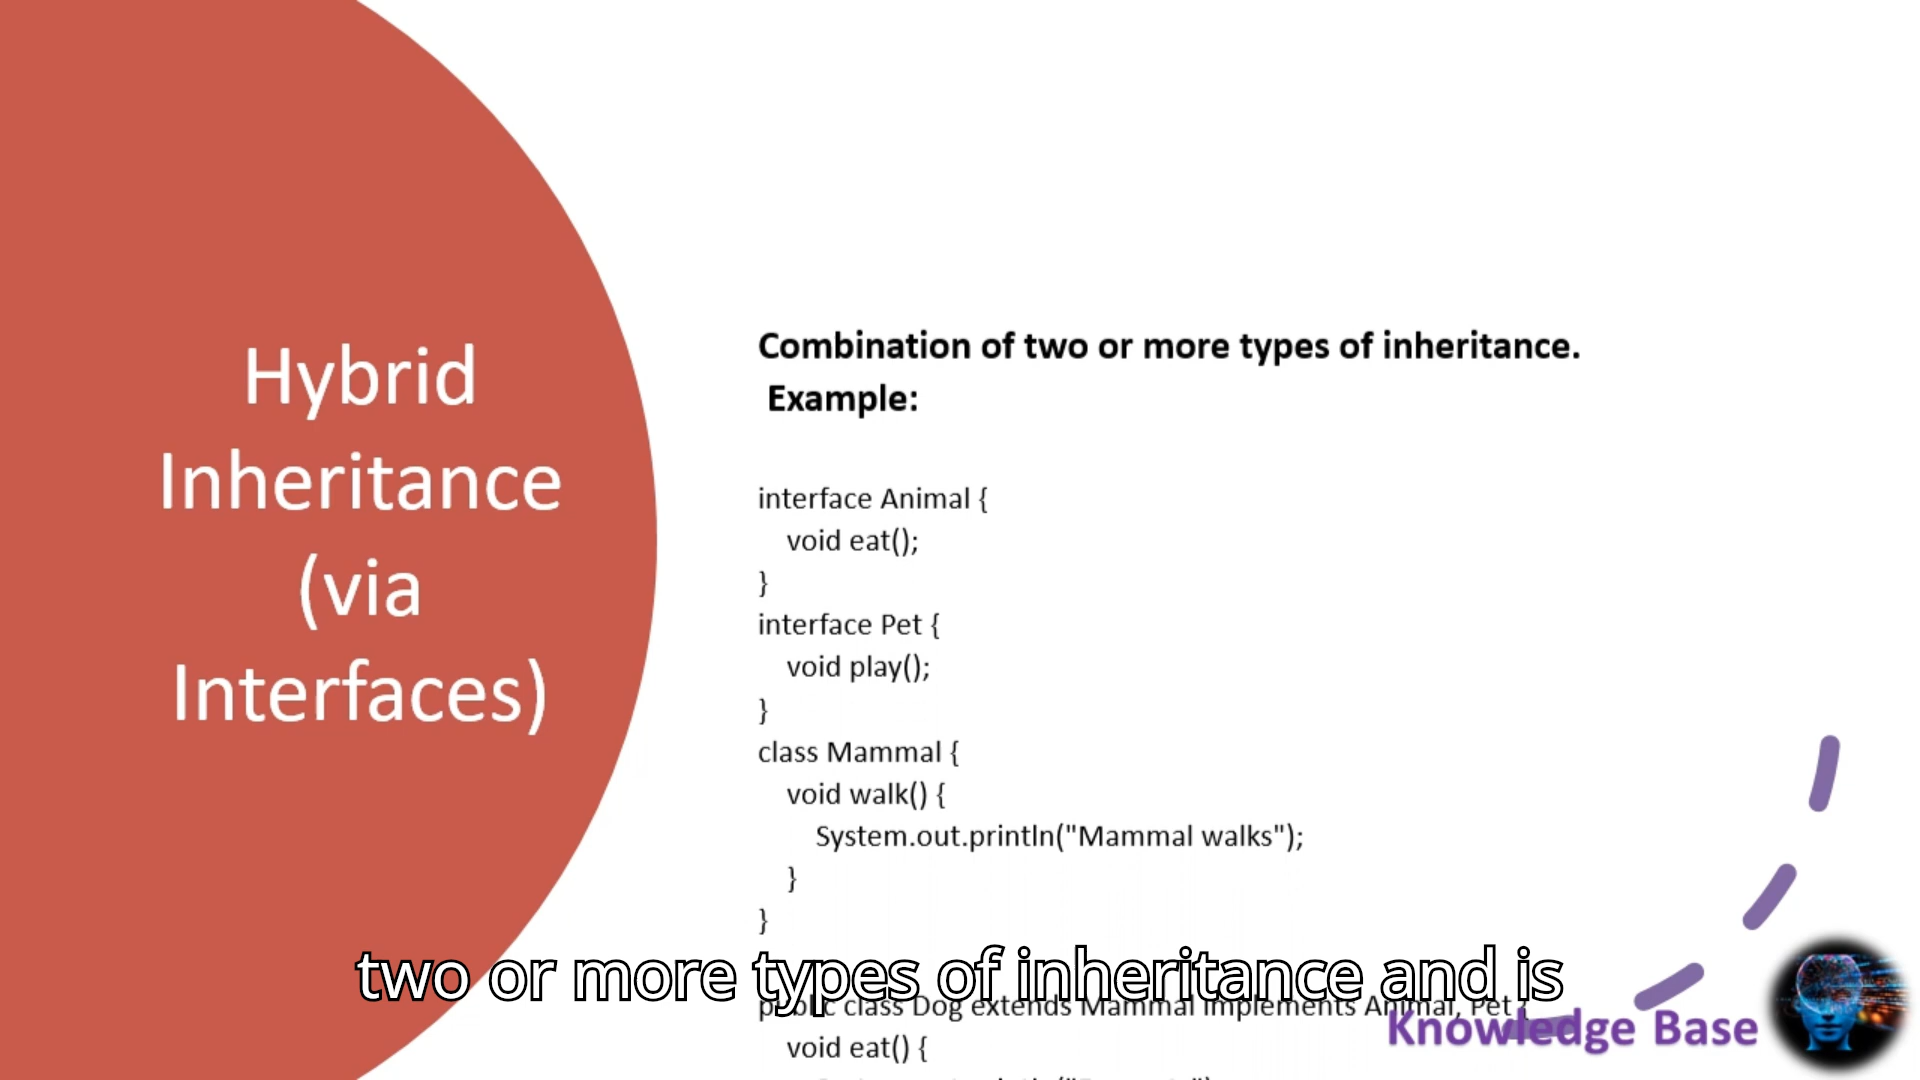 Hybrid
Inheritance
(via
Interfaces)
Combination of two or more types of inheritance.
Example:
interface Animal {
void eat();
}
interface Pet {
void play();
}
class Mammal {
void walk() {
System.out.println("Mammal walks");
}
}
two or more types of inheritance and is
public class Dog extends Mammal implements Animal, Pet {
void eat() {
Knowledge Base